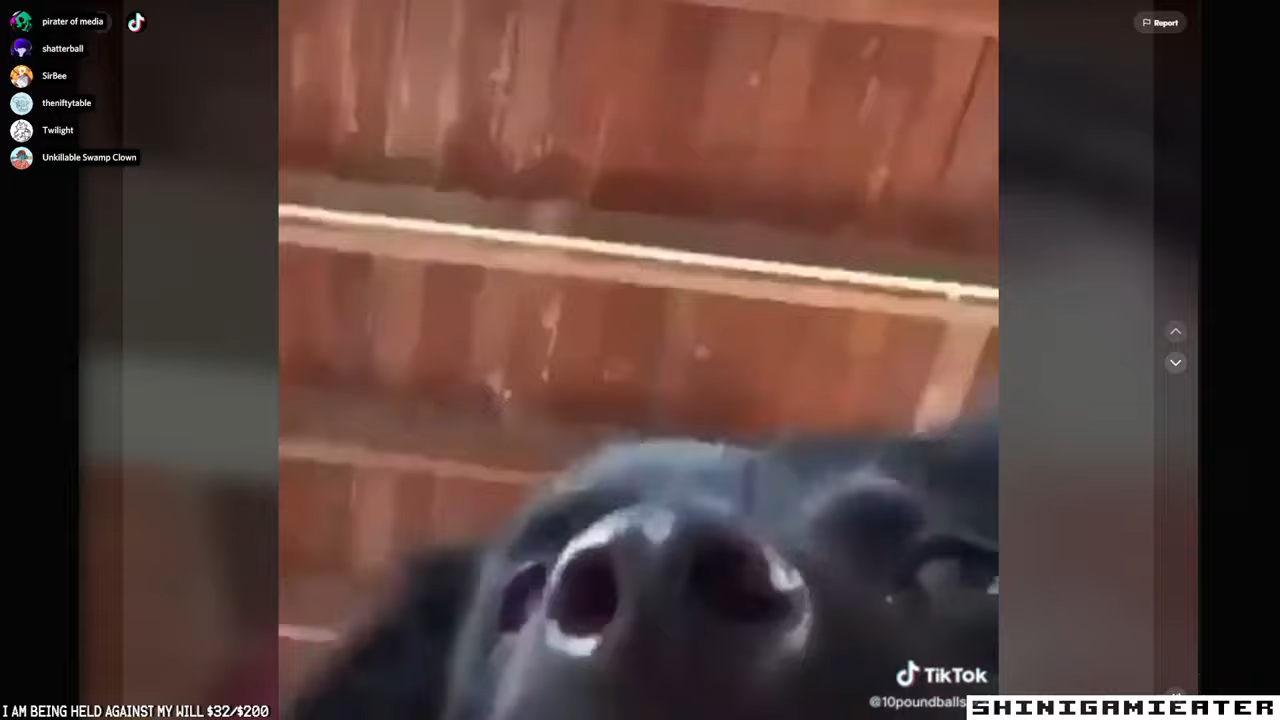 pirater of media
Report
shatterball
SirBee
theniftytable
Twilight
Unkillable Swamp Clown
TikTok
@10poundballs
I AM BEING HELD AGAINST MY WILL $32/$200
SHINIGAMIEATER